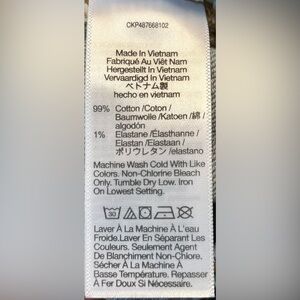 CKP487668102
Made In Vietnam
Fabriqué Au Viêt Nam
Hergestellt In Vietnam
Vervaardigd In Vietnam
ベトナム製
hecho en vietnam
99% Cotton /Coton /
Baumwolle /Katoen /綿 /
algodón
1% Elastane /Élasthanne /
Elastan /Elastaan /
ポリウレタン /elastano
Machine Wash Cold With Like
Colors. Non-Chlorine Bleach
Only. Tumble Dry Low. Iron
On Lowest Setting.
30
Laver À La Machine À L'eau
Froide.Laver En Séparant Les
Couleurs. Seulement Agent
De Blanchiment Non-Chloré.
Sécher À La Machine À
Basse Température. Repasser
À Fer Doux Si Nécessaire.